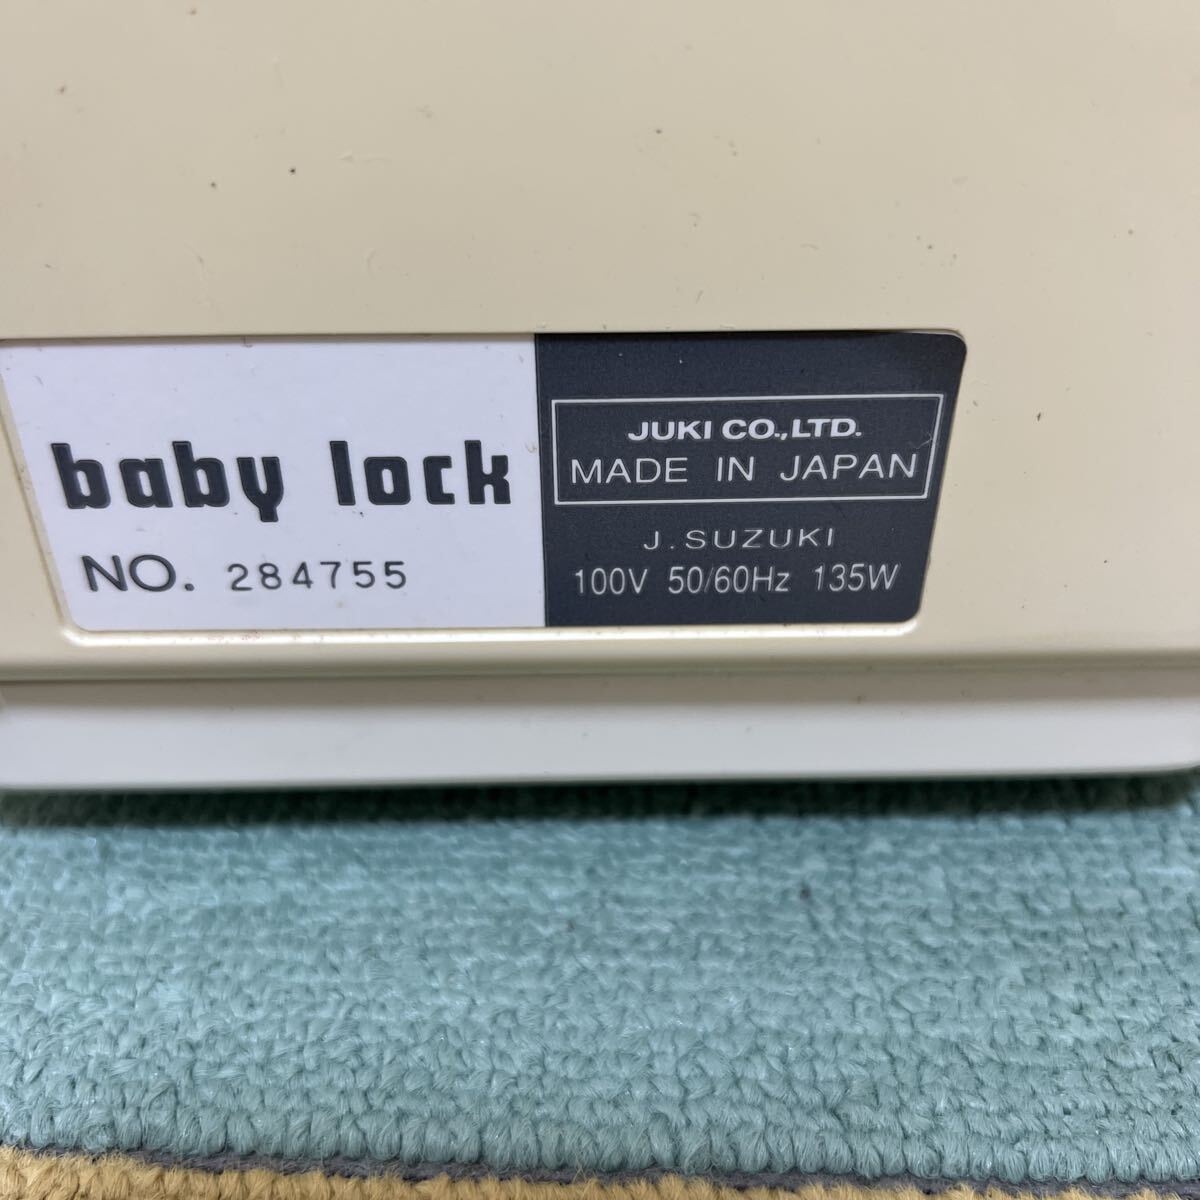 baby lock
NO. 284755
JUKI CO.,LTD.
MADE IN JAPAN
J.SUZUKI
100V 50/60Hz 135W